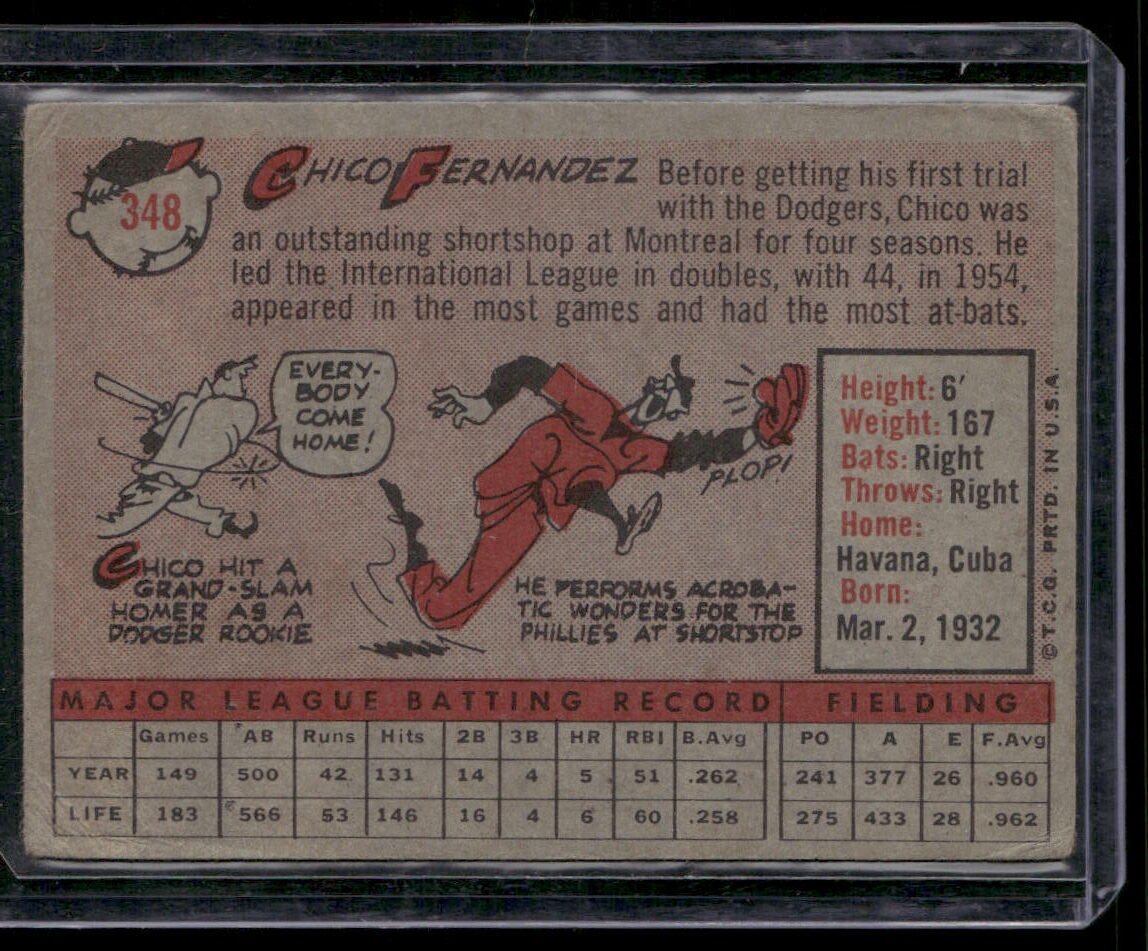 348
CHICO FERNANDEZ
Before getting his first trial
with the Dodgers, Chico was
an outstanding shortshop at Montreal for four seasons. He
led the International League in doubles, with 44, in 1954,
appeared in the most games and had the most at-bats.
EVERY-
BODY
COME
HOME!
CHICO HIT A
GRAND-SLAM
HOMER AS A
DODGER ROOKIE
PLOP!
HE PERFORMS ACROBA-
TIC WONDERS FOR THE
PHILLIES AT SHORTSTOP
Height: 6'
Weight: 167
Bats: Right
Throws: Right
Home:
Havana, Cuba
Born:
Mar. 2, 1932
©T.C.G. PRTD. IN U.S.A.
MAJOR LEAGUE BATTING RECORD FIELDING
Games AB Runs Hits 2B 3B HR RBI B.Avg PO A E F.Avg
YEAR 149 500 42 131 14 4 5 51 .262 241 377 26 .960
LIFE 183 566 53 146 16 4 6 60 .258 275 433 28 .962